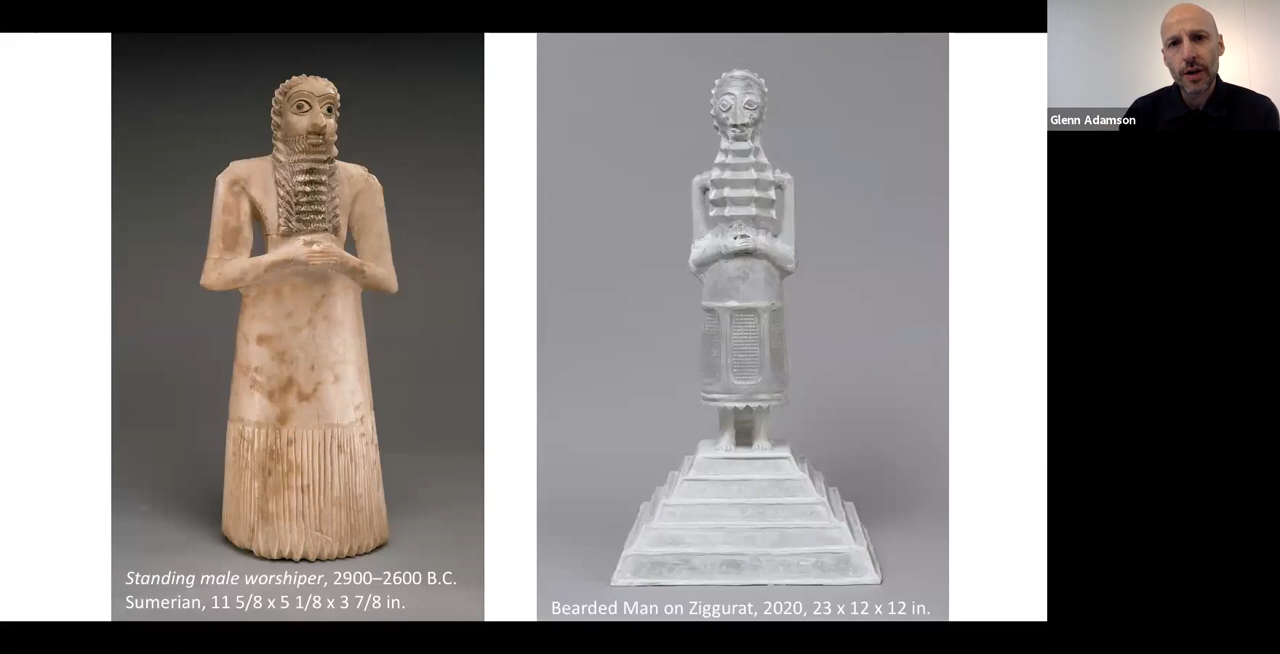 Glenn Adamson
Standing male worshiper, 2900–2600 B.C.
Sumerian, 11 5/8 x 5 1/8 x 3 7/8 in.
Bearded Man on Ziggurat, 2020, 23 x 12 x 12 in.